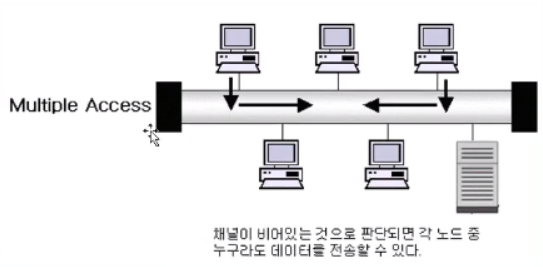 Multiple Access
채널이 비어있는 것으로 판단되면 각 노드 중
누구라도 데이터를 전송할 수 있다.